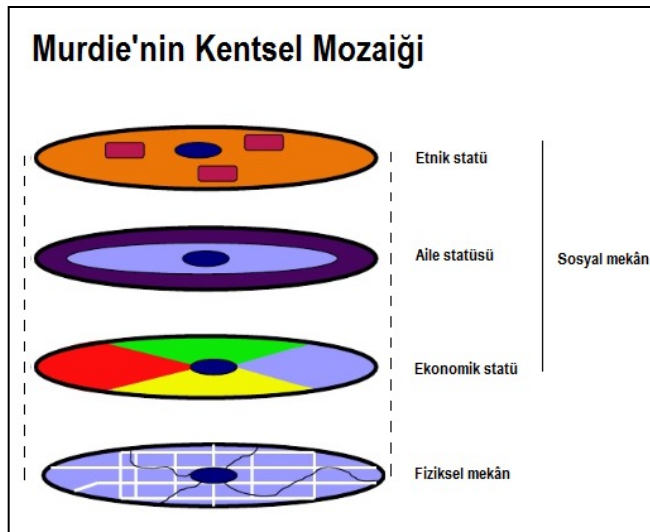 Murdie'nin Kentsel Mozaiği
Etnik statü
Aile statüsü
Sosyal mekân
Ekonomik statü
Fiziksel mekân